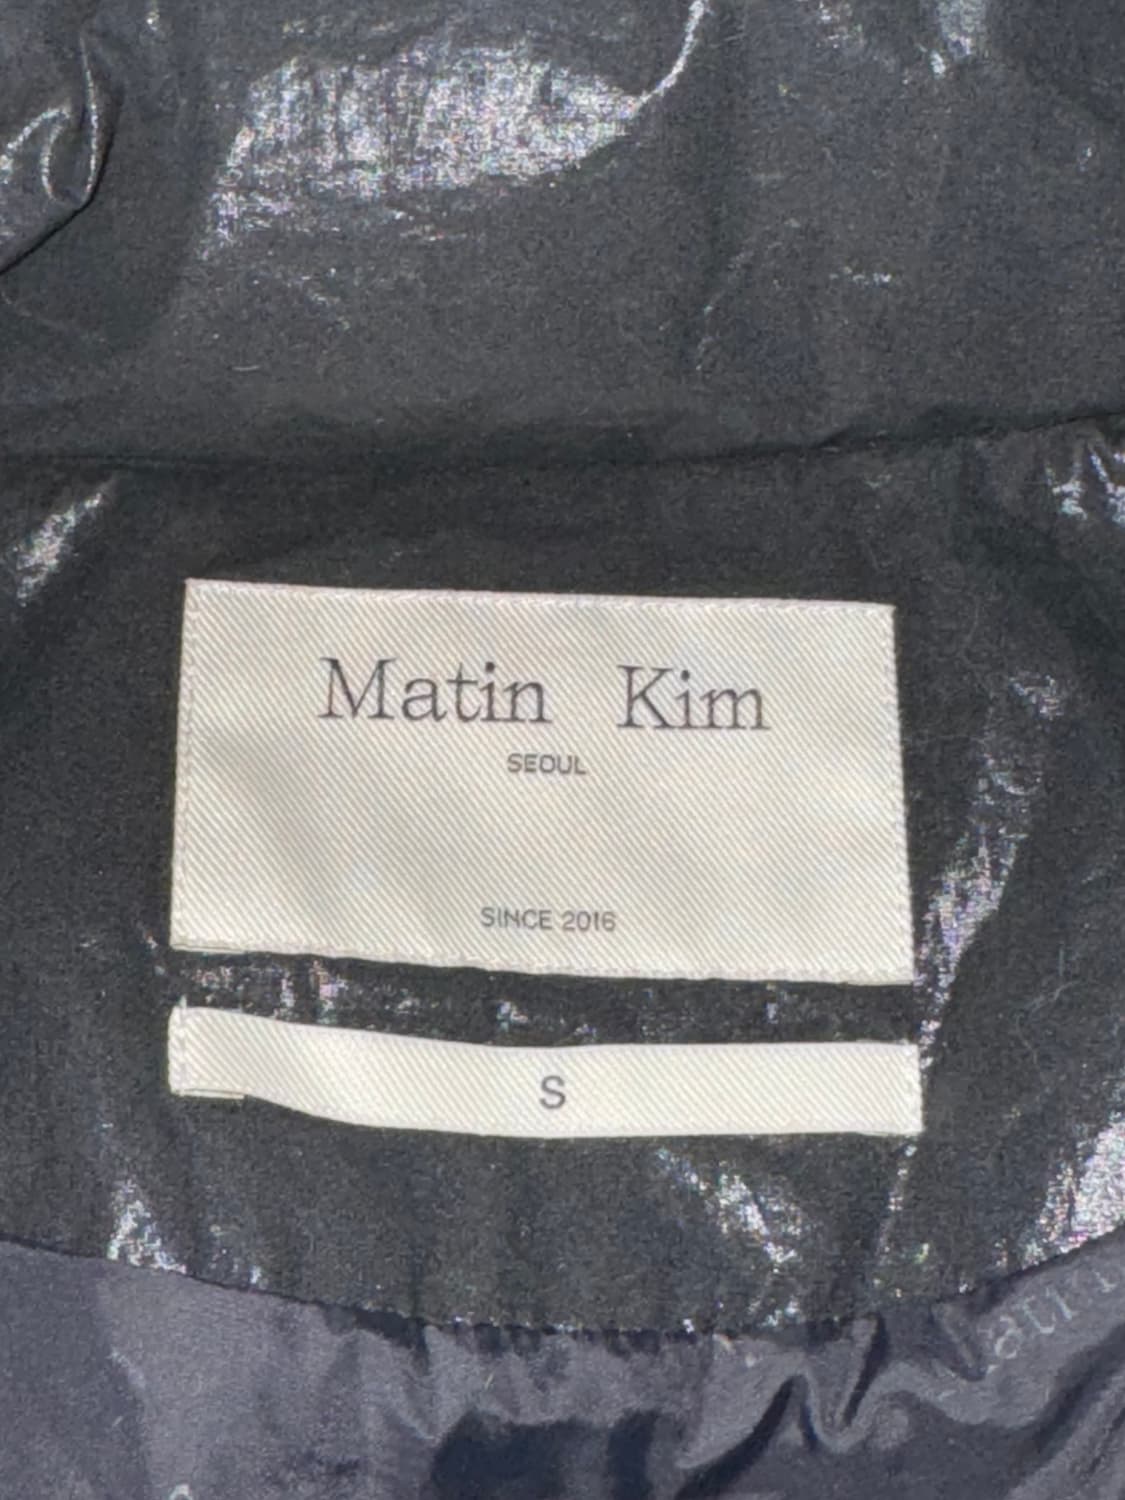 Matin Kim
SEOUL
SINCE 2016
S